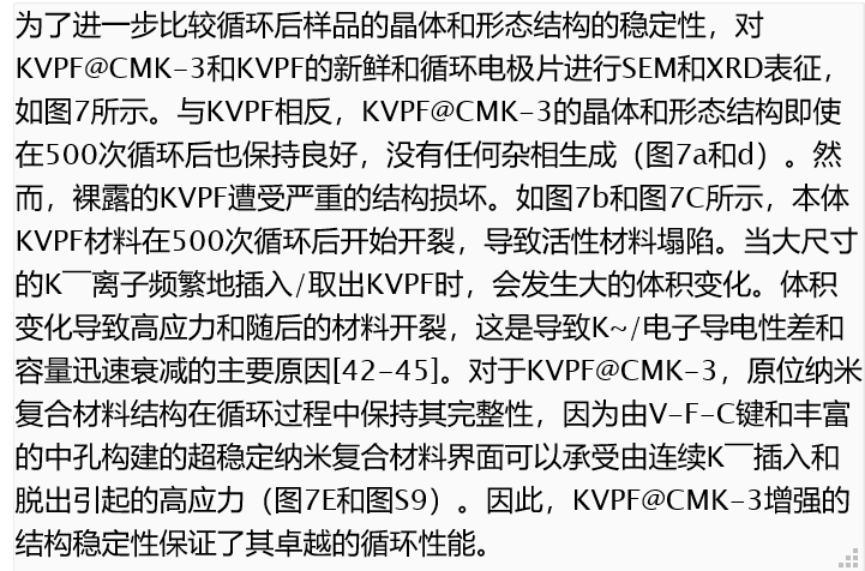 为了进一步比较循环后样品的晶体和形态结构的稳定性，对
KVPF@CMK-3和KVPF的新鲜和循环电极片进行SEM和XRD表征，
如图7所示。与KVPF相反，KVPF@CMK-3的晶体和形态结构即使
在500次循环后也保持良好，没有任何杂相生成（图7a和d）。然
而，裸露的KVPF遭受严重的结构损坏。如图7b和图7C所示，本体
KVPF材料在500次循环后开始开裂，导致活性材料塌陷。当大尺寸
的K￣离子频繁地插入/取出KVPF时，会发生大的体积变化。体积
变化导致高应力和随后的材料开裂，这是导致K~/电子导电性差和
容量迅速衰减的主要原因[42-45]。对于KVPF@CMK-3，原位纳米
复合材料结构在循环过程中保持其完整性，因为由V-F-C键和丰富
的中孔构建的超稳定纳米复合材料界面可以承受由连续K￣插入和
脱出引起的高应力（图7E和图S9）。因此，KVPF@CMK-3增强的
结构稳定性保证了其卓越的循环性能。